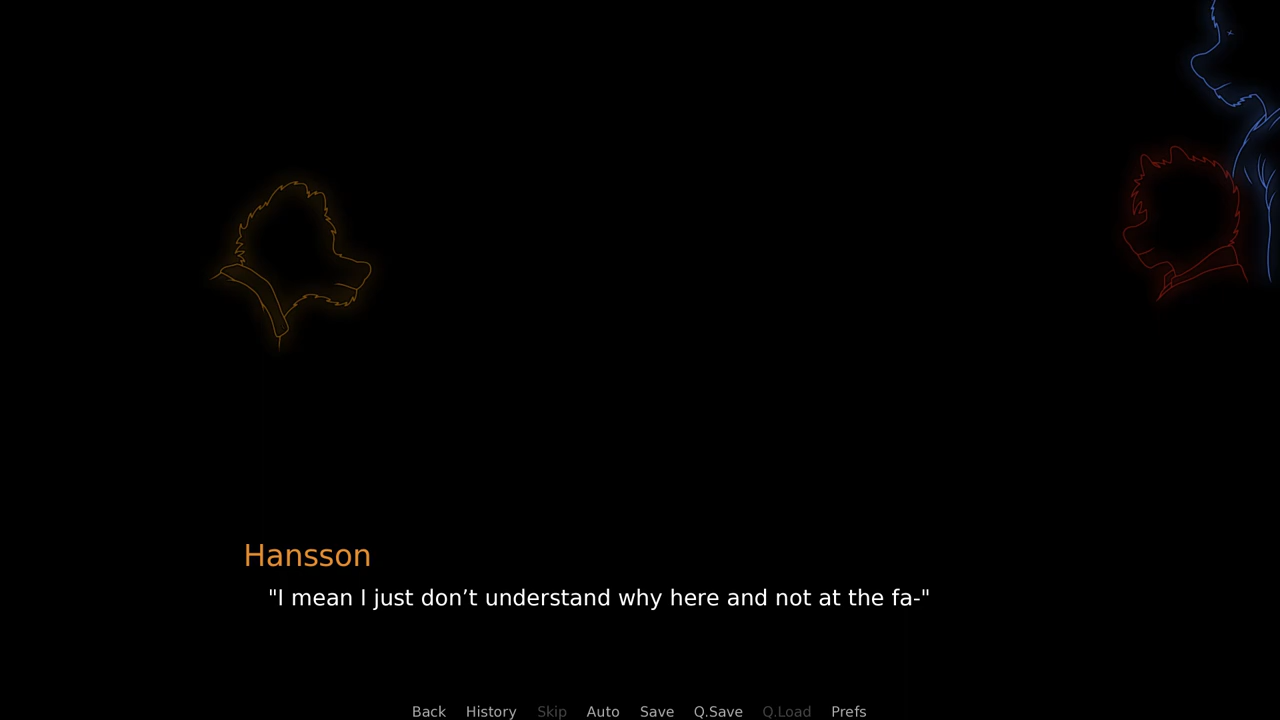 Hansson
"I mean I just don’t understand why here and not at the fa-"
Back History Skip Auto Save Q.Save Q.Load Prefs